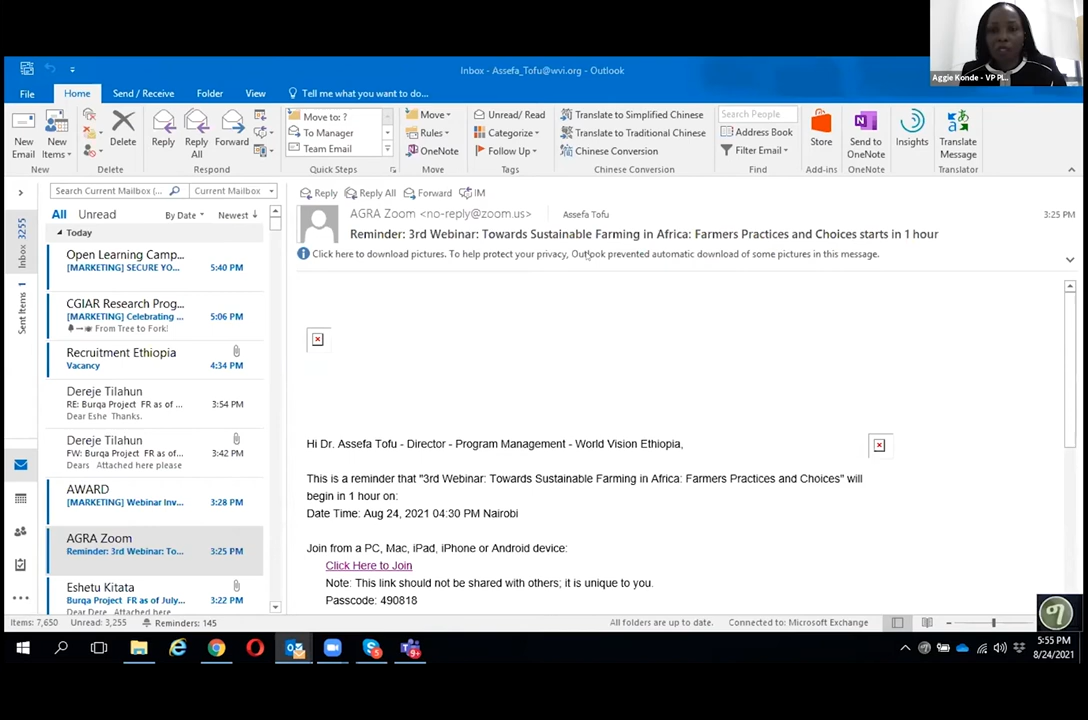 Aggie Konde - VP Pl...
Inbox - Assefa_Tofu@wvi.org - Outlook
File
Home
Send / Receive
Folder
View
Tell me what you want to do...
New
Email
New
Items
Delete
Reply
Reply
All
Forward
Move to: ?
To Manager
Team Email
Move
Rules
OneNote
Unread/ Read
Categorize
Follow Up
Translate to Simplified Chinese
Translate to Traditional Chinese
Chinese Conversion
Search People
Address Book
Filter Email
Store
Send to
OneNote
Insights
Translate
Message
New
Delete
Respond
Quick Steps
Move
Tags
Chinese Conversion
Find
Add-ins
OneNote
Translator
Search Current Mailbox (...
Current Mailbox
All
Unread
By Date
Newest
Inbox 3255
Sent Items 1
Today
Open Learning Camp...
[MARKETING] SECURE YO...
5:40 PM
CGIAR Research Prog...
[MARKETING] Celebrating ...
5:06 PM
From Tree to Fork!
Recruitment Ethiopia
Vacancy
4:34 PM
Dereje Tilahun
RE: Burqa Project FR as of ...
3:54 PM
Dear Eshe Thanks.
Dereje Tilahun
FW: Burqa Project FR as of ...
3:42 PM
Dears Attached here please
AWARD
[MARKETING] Webinar Inv...
3:28 PM
AGRA Zoom
Reminder: 3rd Webinar: To...
3:25 PM
Eshetu Kitata
Burqa Project FR as of July...
3:22 PM
Dear Dere Attached here
Reply
Reply All
Forward
IM
AGRA Zoom <no-reply@zoom.us>
Assefa Tofu
3:25 PM
Reminder: 3rd Webinar: Towards Sustainable Farming in Africa: Farmers Practices and Choices starts in 1 hour
Click here to download pictures. To help protect your privacy, Outlook prevented automatic download of some pictures in this message.
Hi Dr. Assefa Tofu - Director - Program Management - World Vision Ethiopia,
This is a reminder that "3rd Webinar: Towards Sustainable Farming in Africa: Farmers Practices and Choices" will
begin in 1 hour on:
Date Time: Aug 24, 2021 04:30 PM Nairobi
Join from a PC, Mac, iPad, iPhone or Android device:
Click Here to Join
Note: This link should not be shared with others; it is unique to you.
Passcode: 490818
Items: 7,650
Unread: 3,255
Reminders: 145
All folders are up to date.
Connected to: Microsoft Exchange
5:55 PM
8/24/2021